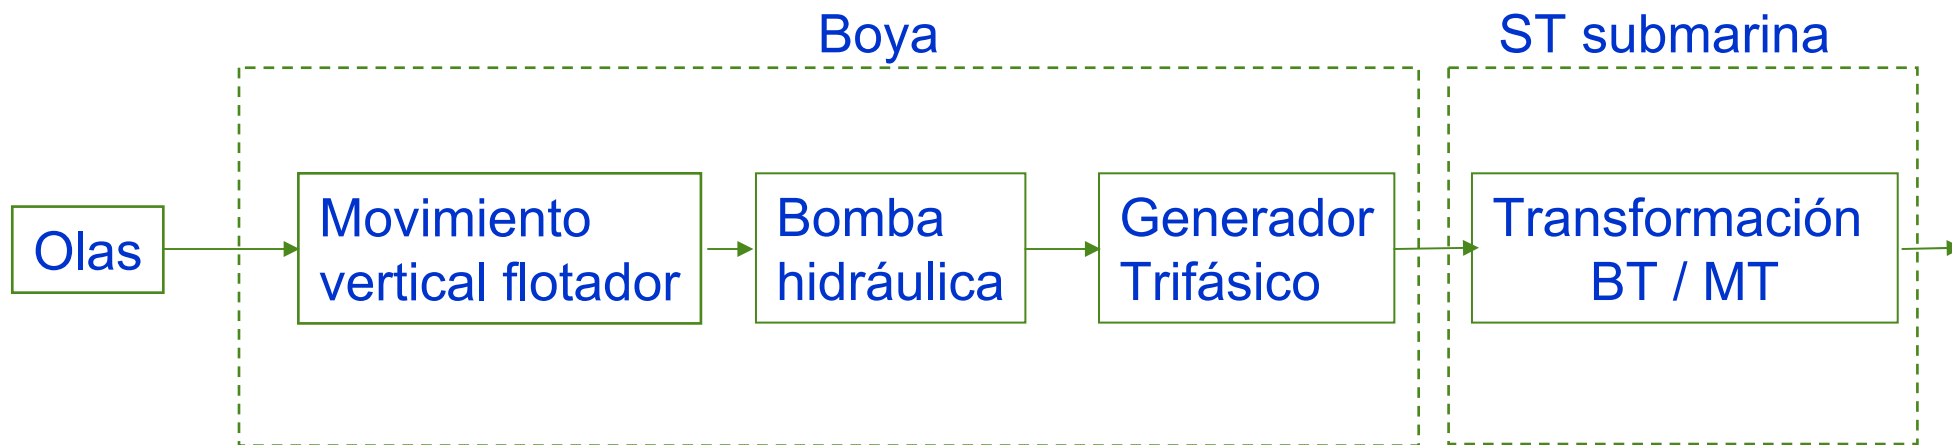 Boya
ST submarina
Olas
Movimiento
vertical flotador
Bomba
hidráulica
Generador
Trifásico
Transformación
BT / MT